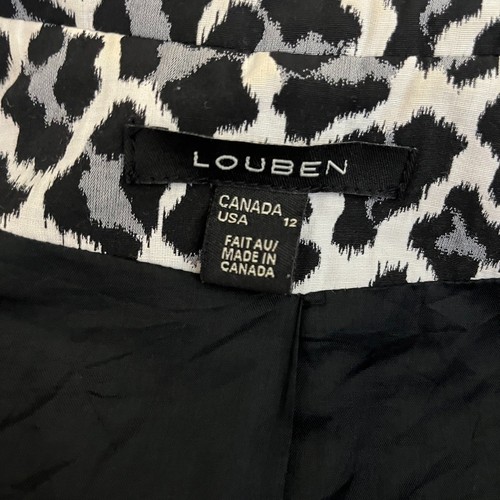 LOUBEN
CANADA
USA 12
FAIT AU/
MADE IN
CANADA